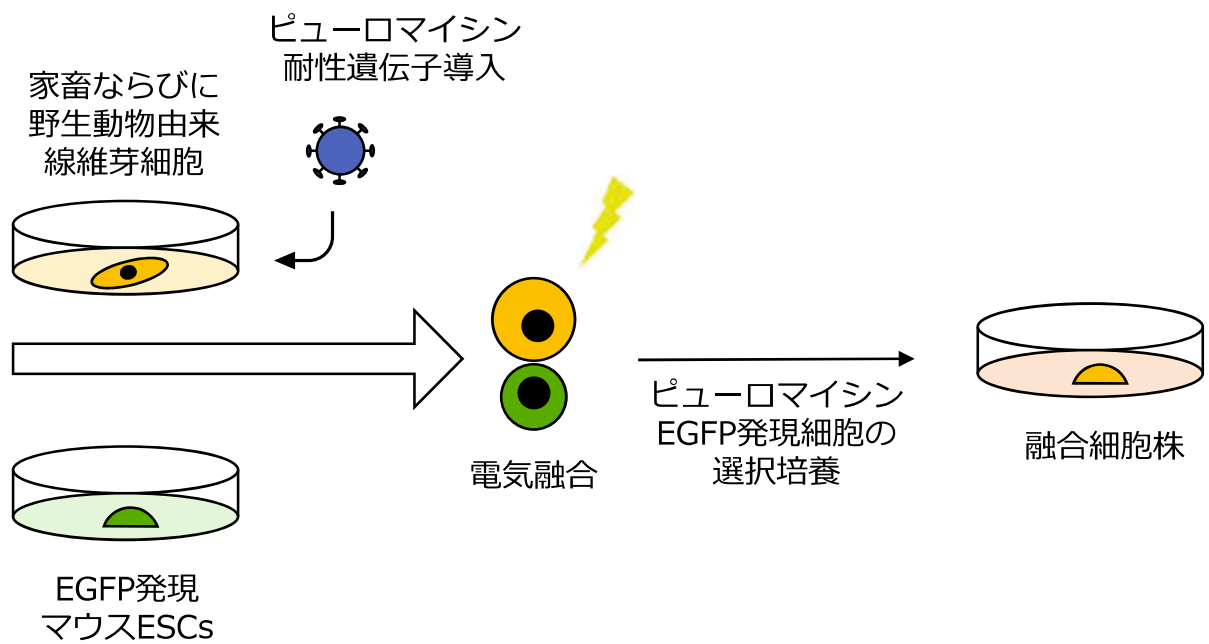 ピューロマイシン
耐性遺伝子導入
家畜ならびに
野生動物由来
線維芽細胞
電気融合
ピューロマイシン
EGFP発現細胞の
選択培養
融合細胞株
EGFP発現
マウスESCs